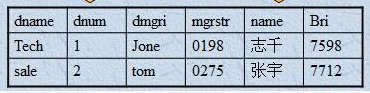 dname dnum dmgri mgrstr name Bri
Tech 1 Jone 0198 志千 7598
sale 2 tom 0275 张宇 7712